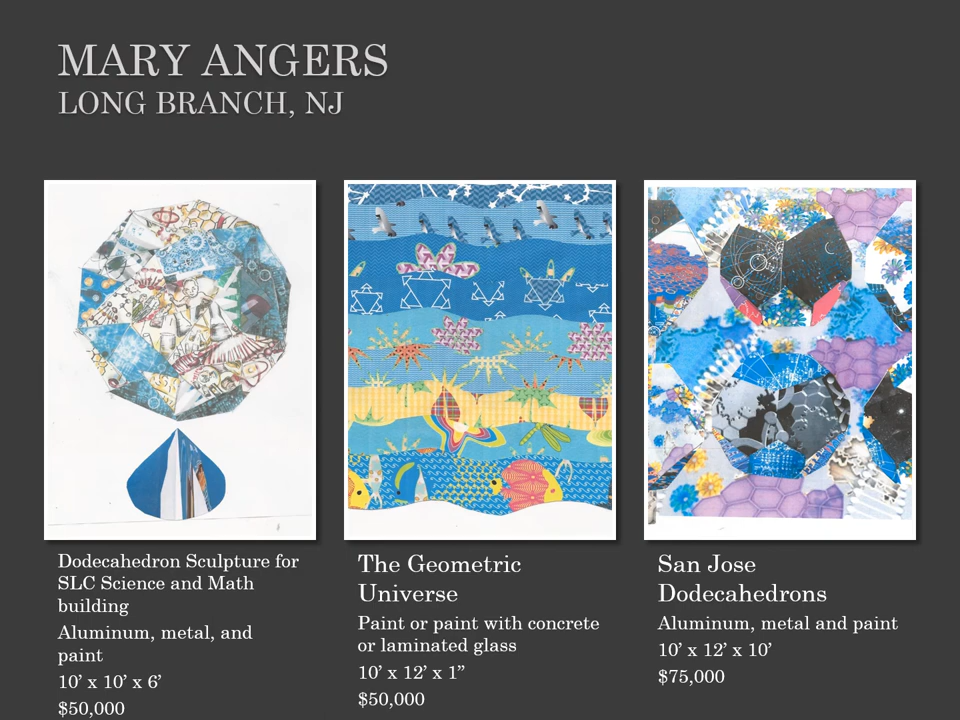 MARY ANGERS
LONG BRANCH, NJ
Dodecahedron Sculpture for
SLC Science and Math
building
Aluminum, metal, and
paint
10’ x 10’ x 6’
$50,000
The Geometric
Universe
Paint or paint with concrete
or laminated glass
10’ x 12’ x 1”
$50,000
San Jose
Dodecahedrons
Aluminum, metal and paint
10’ x 12’ x 10’
$75,000